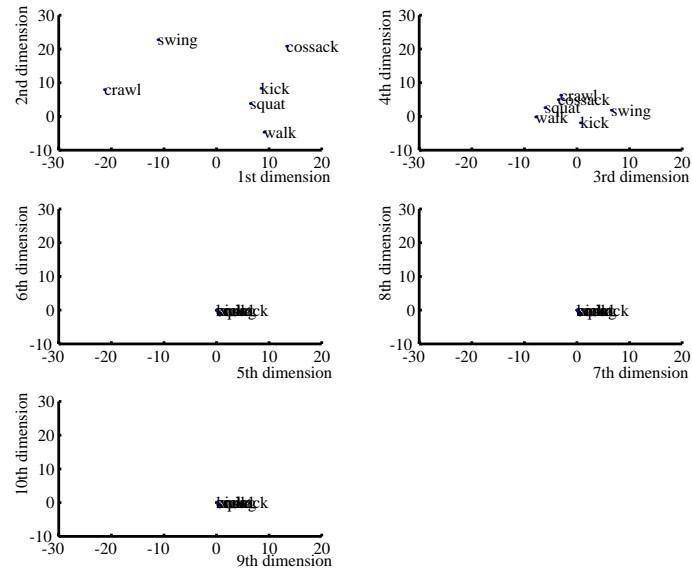 30
20
10
0
-10
2nd dimension
swing
cossack
crawl
kick
squat
walk
-30 -20 -10 0 10 20
1st dimension
30
20
10
0
-10
4th dimension
crawl
cossack
squat
swing
walk
kick
-30 -20 -10 0 10 20
3rd dimension
30
20
10
0
-10
6th dimension
-30 -20 -10 0 10 20
5th dimension
30
20
10
0
-10
8th dimension
-30 -20 -10 0 10 20
7th dimension
30
20
10
0
-10
10th dimension
-30 -20 -10 0 10 20
9th dimension